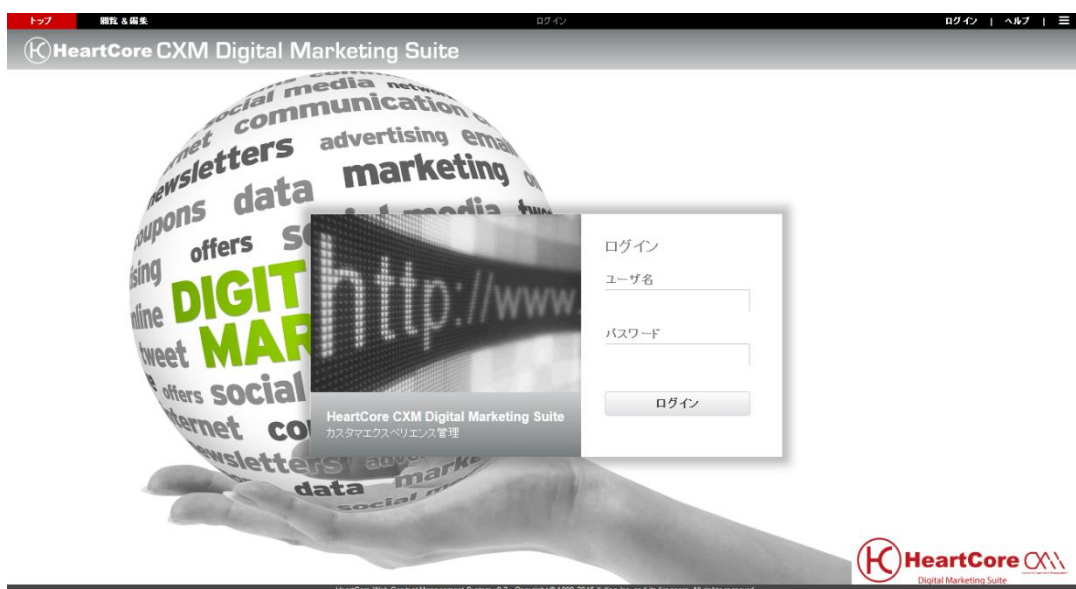 トップ
閲覧 & 編集
ログイン
ログイン | ヘルプ |
HeartCore CXM Digital Marketing Suite
social media
communication
newsletters
advertising
email
marketing
coupons
data
social media
offers
DIGIT
MAR
tweet
offers
social
internet
newsletters
data
social
http://www.
HeartCore CXM Digital Marketing Suite
カスタマエクスペリエンス管理
ログイン
ユーザ名
パスワード
ログイン
HeartCore CXM
Digital Marketing Suite